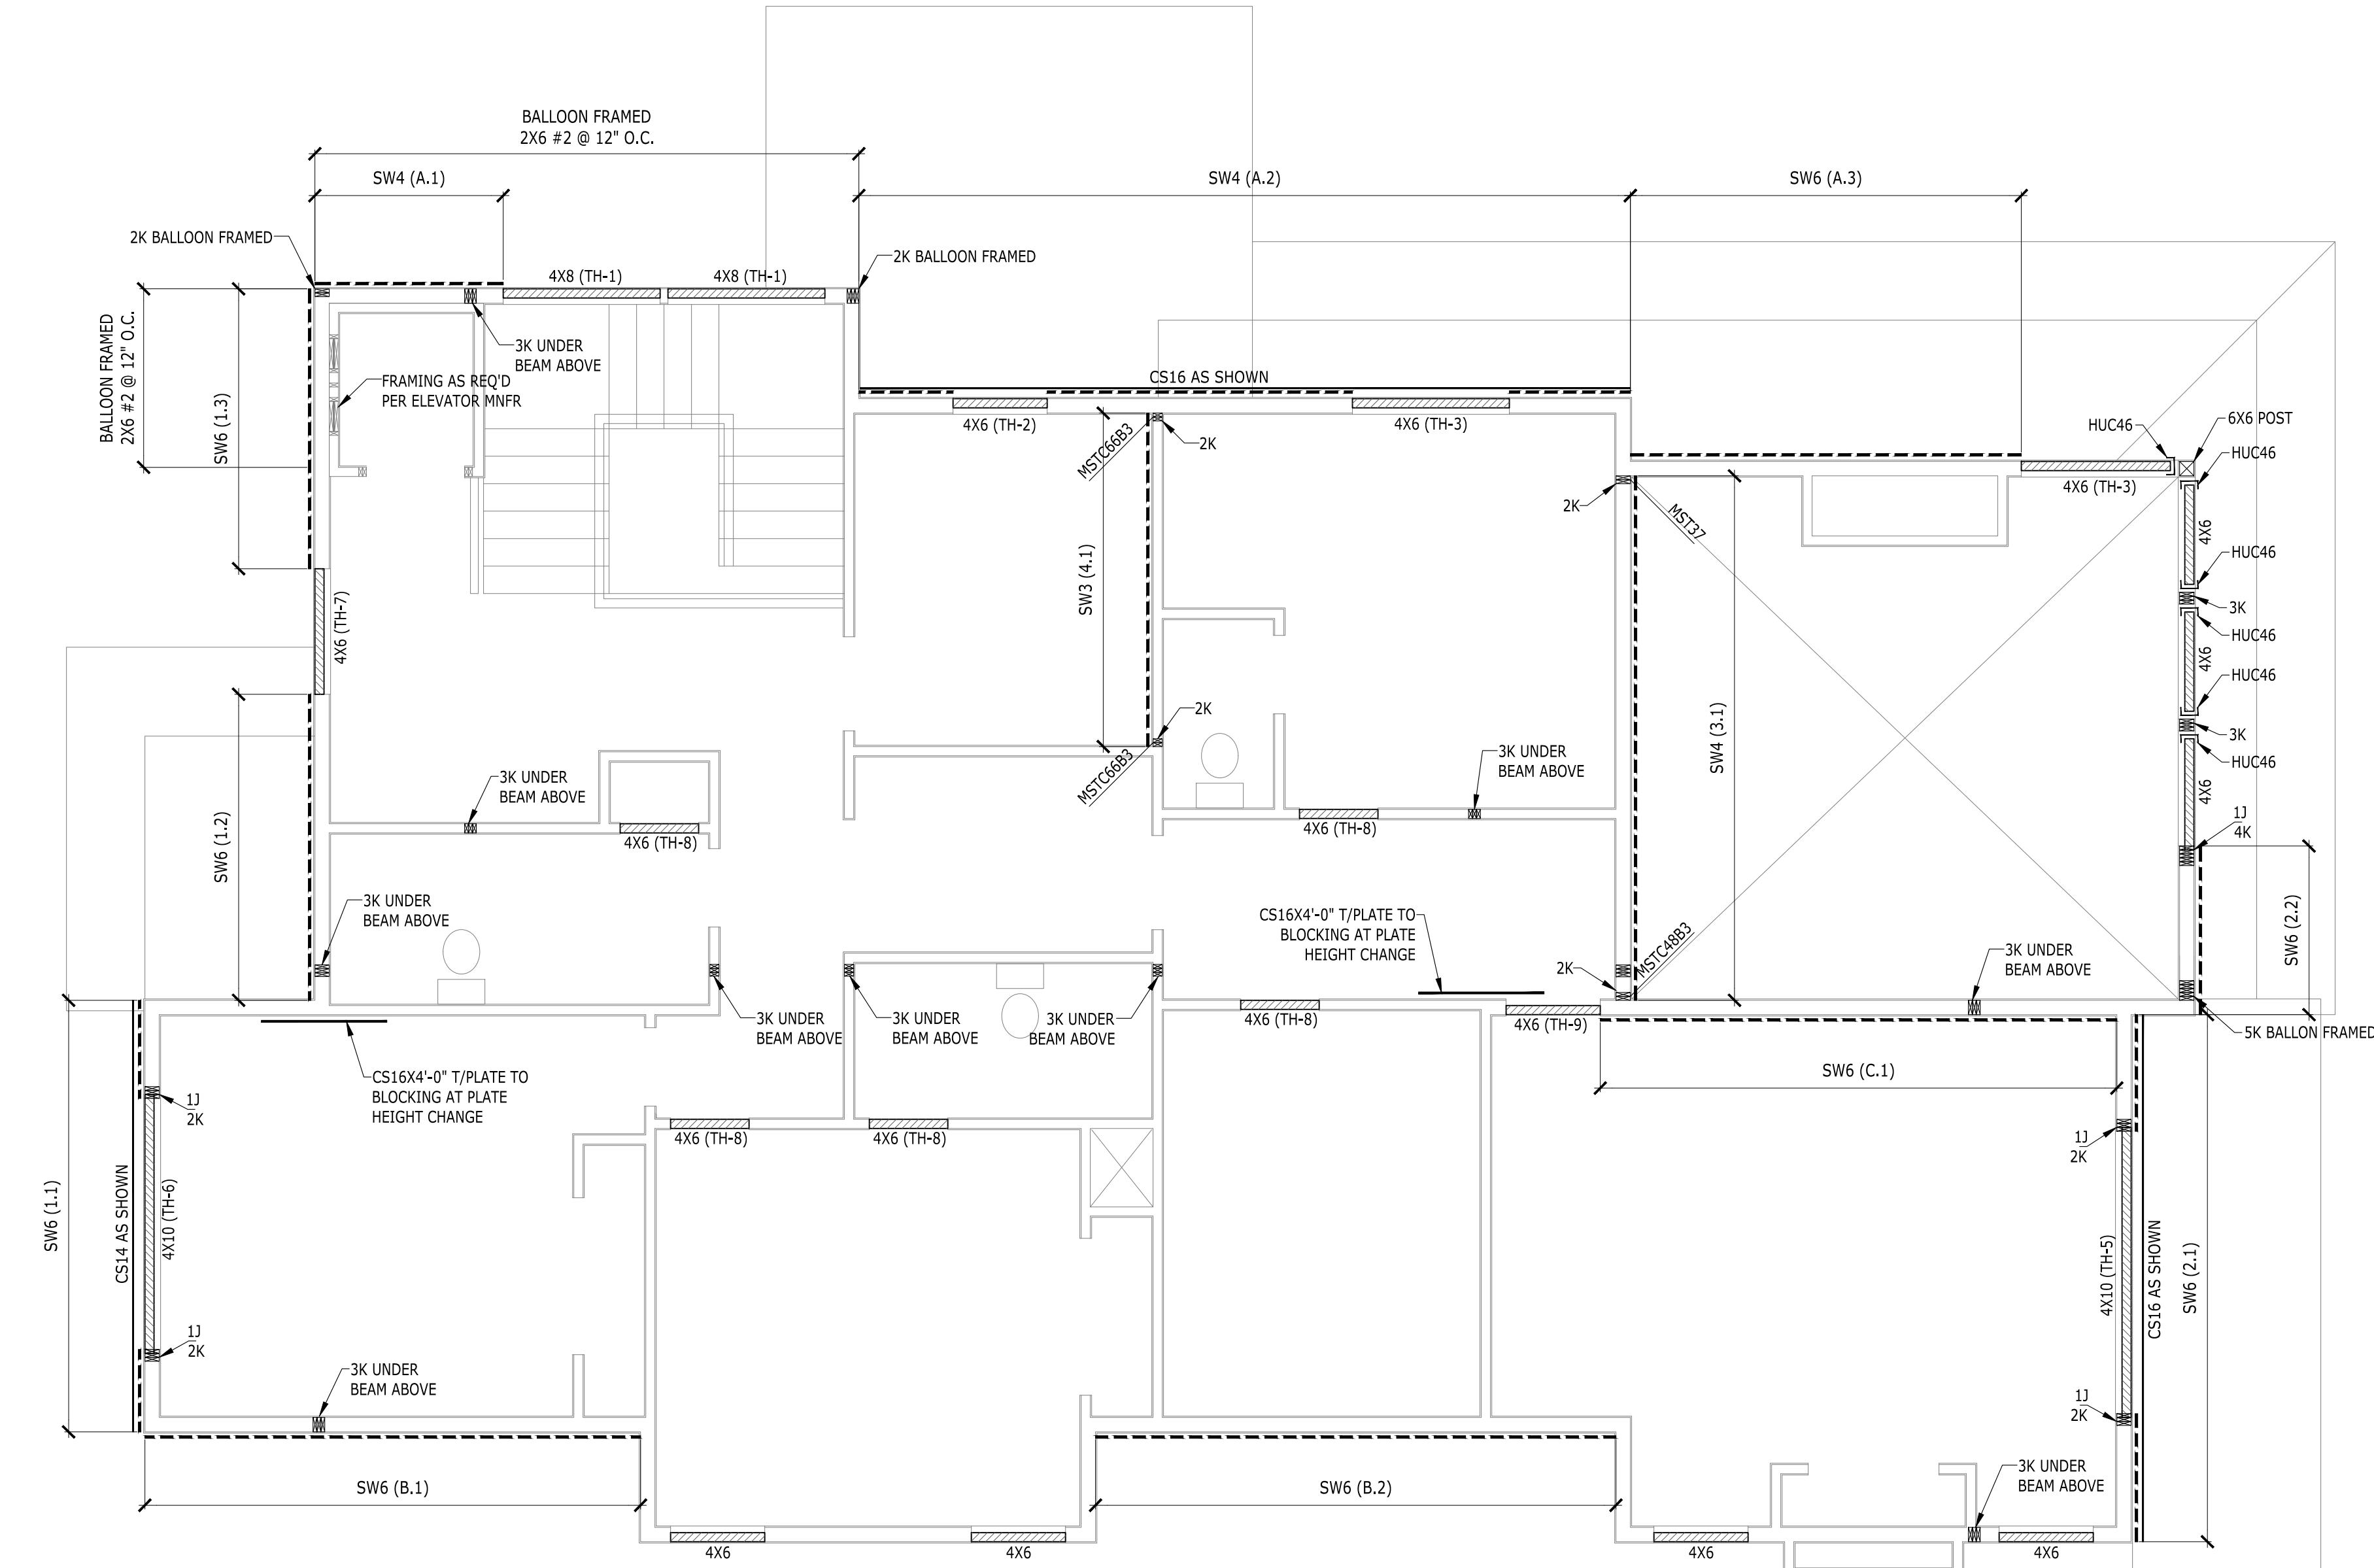 BALLOON FRAMED
2X6 #2 @ 12" O.C.
SW4 (A.1)
SW4 (A.2)
SW6 (A.3)
2K BALLOON FRAMED
2K BALLOON FRAMED
4X8 (TH-1)
4X8 (TH-1)
BALLOON FRAMED
2X6 #2 @ 12" O.C.
SW6 (1.3)
3K UNDER
BEAM ABOVE
FRAMING AS REQ'D
PER ELEVATOR MNFR
CS16 AS SHOWN
4X6 (TH-2)
MSTC66B3
2K
4X6 (TH-3)
HUC46
6X6 POST
HUC46
4X6 (TH-3)
2K
MST37
4X6
HUC46
3K
HUC46
4X6
HUC46
3K
HUC46
4X6
1J
4K
4X6 (TH-7)
SW3 (4.1)
2K
MSTC66B3
SW4 (3.1)
3K UNDER
BEAM ABOVE
3K UNDER
BEAM ABOVE
4X6 (TH-8)
4X6 (TH-8)
SW6 (1.2)
3K UNDER
BEAM ABOVE
CS16X4'-0" T/PLATE TO
BLOCKING AT PLATE
HEIGHT CHANGE
MSTC48B3
2K
3K UNDER
BEAM ABOVE
SW6 (2.2)
3K UNDER
BEAM ABOVE
3K UNDER
BEAM ABOVE
3K UNDER
BEAM ABOVE
4X6 (TH-8)
4X6 (TH-9)
5K BALLON FRAMED
CS16X4'-0" T/PLATE TO
BLOCKING AT PLATE
HEIGHT CHANGE
SW6 (C.1)
1J
2K
4X6 (TH-8)
4X6 (TH-8)
1J
2K
SW6 (1.1)
CS14 AS SHOWN
4X10 (TH-6)
4X10 (TH-5)
CS16 AS SHOWN
SW6 (2.1)
1J
2K
3K UNDER
BEAM ABOVE
1J
2K
SW6 (B.1)
SW6 (B.2)
3K UNDER
BEAM ABOVE
4X6
4X6
4X6
4X6